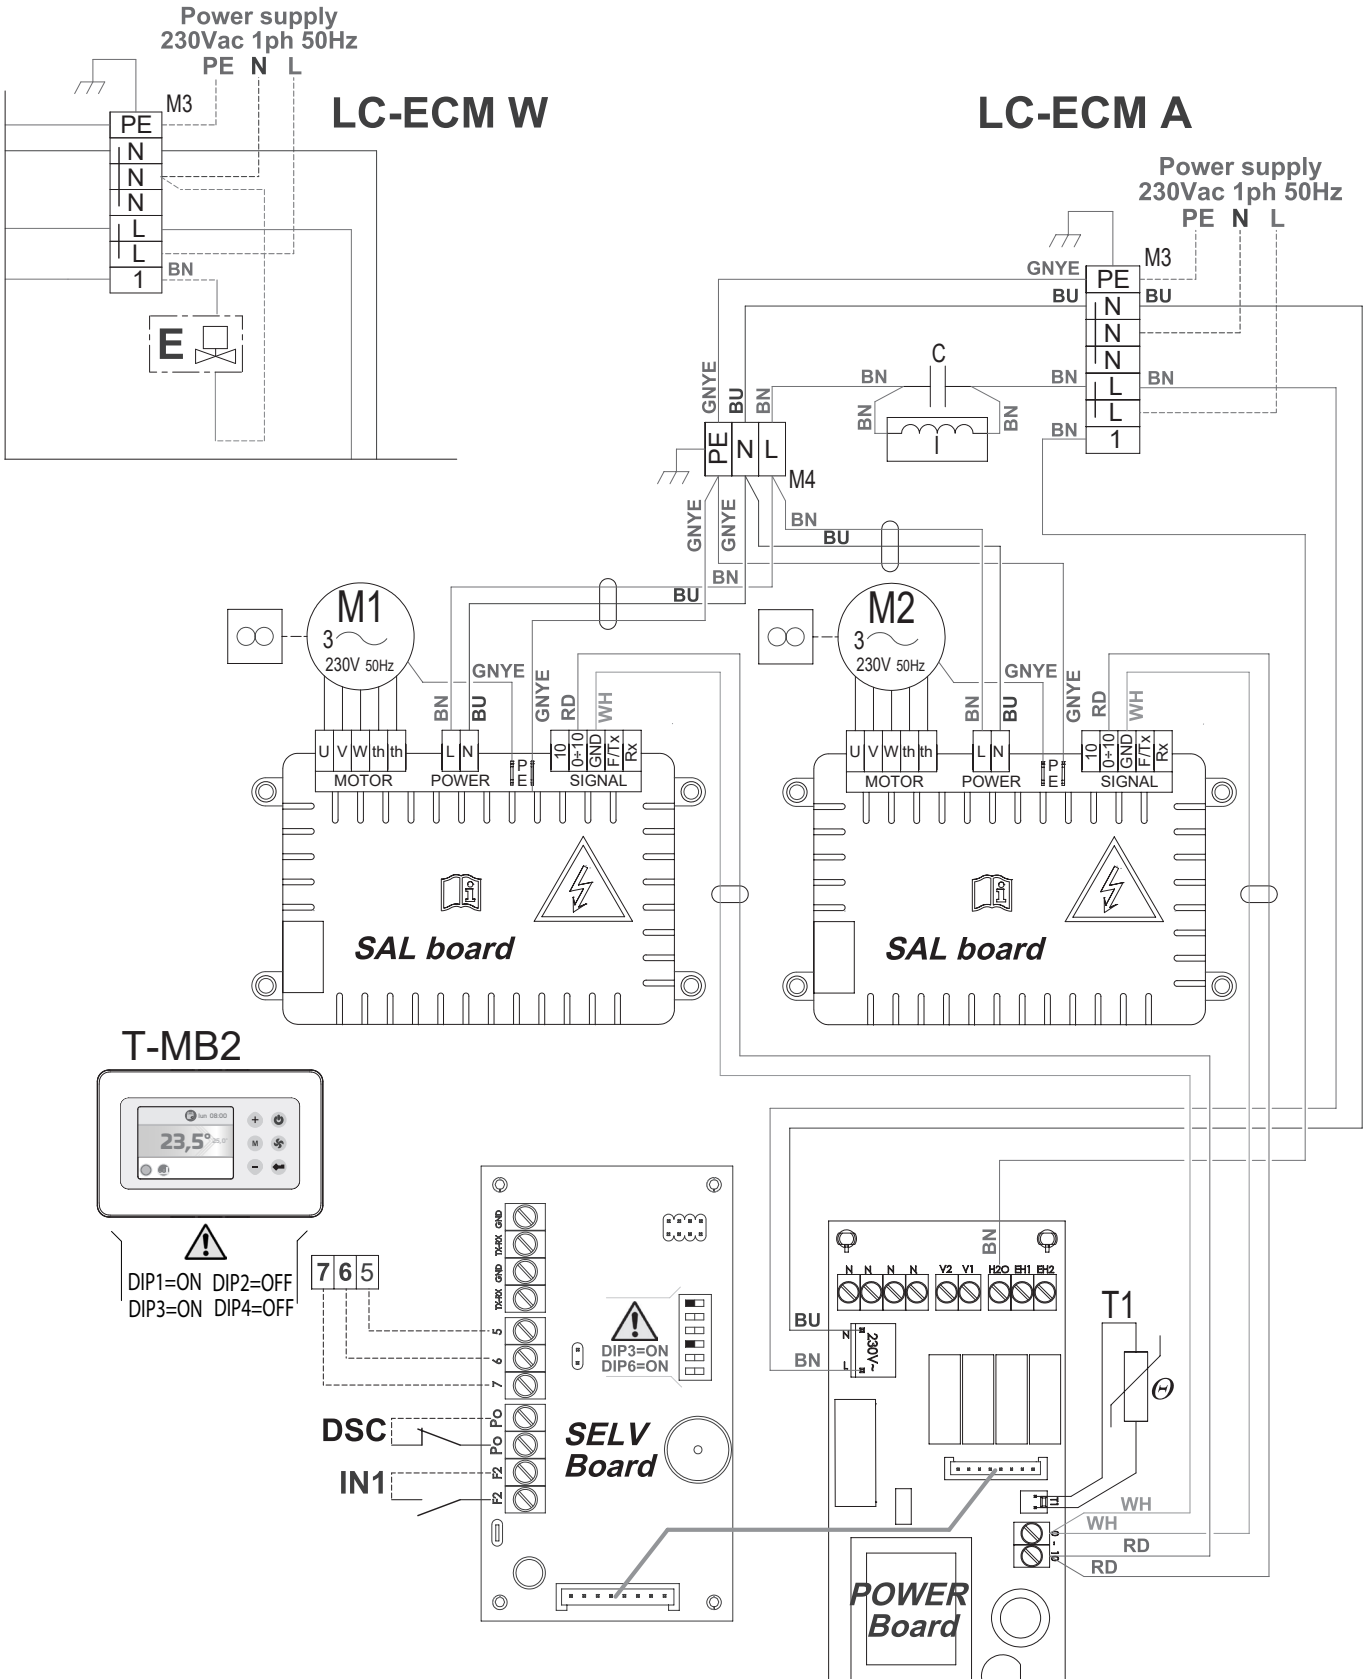 Power supply
230Vac 1ph 50Hz
PE N L
LC-ECM W
M3
PE
N
N
N
L
L
1
BN
E
LC-ECM A
Power supply
230Vac 1ph 50Hz
PE N L
M3
GNYE
PE
BU
N
BU
N
N
BN
C
BN
L
BN
L
BN
1
BN
BN
I
GNYE
BU
BN
PE
N
L
M4
GNYE
GNYE
BN
BU
BN
BU
M1
3
230V 50Hz
GNYE
BN
BU
GNYE
RD
WH
U V W th th
L N
PE
10
0÷10
GND
F/Tx
Rx
MOTOR
POWER
SIGNAL
SAL board
M2
3
230V 50Hz
GNYE
BN
BU
GNYE
RD
WH
U V W th th
L N
PE
10
0÷10
GND
F/Tx
Rx
MOTOR
POWER
SIGNAL
SAL board
T-MB2
lun 08:00
23,5°
+
M
−
DIP1=ON DIP2=OFF
DIP3=ON DIP4=OFF
7 6 5
GND
TX-RX
GND
TX-RX
5
6
7
PO
PO
F2
F2
DSC
IN1
DIP3=ON
DIP6=ON
SELV
Board
BN
N N N N V2 V1 H2O EH1 EH2
BU
BN
N
L
230V~
T1
Θ
T1
WH
WH
RD
RD
0 - 10
POWER
Board